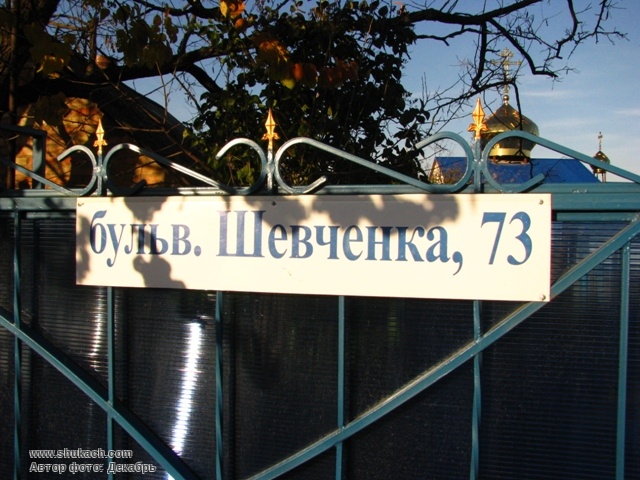 бульв. Шевченка, 73
www.shukach.com
Автор фото: Декабрь